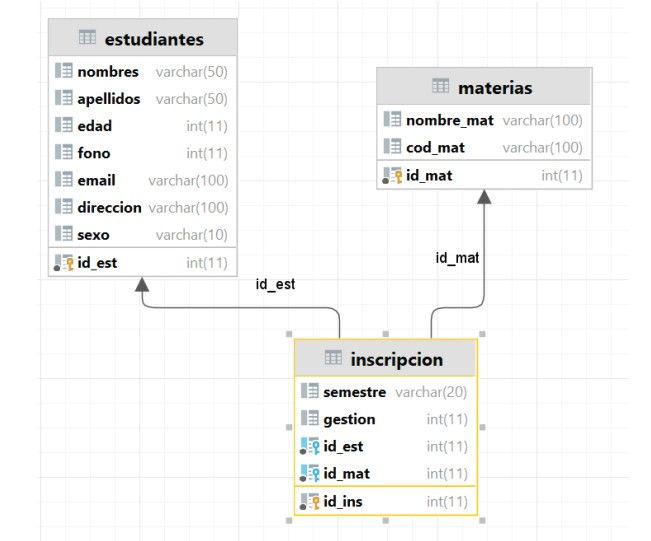 estudiantes
nombres varchar(50)
apellidos varchar(50)
edad int(11)
fono int(11)
email varchar(100)
direccion varchar(100)
sexo varchar(10)
id_est int(11)
materias
nombre_mat varchar(100)
cod_mat varchar(100)
id_mat int(11)
id_est
id_mat
inscripcion
semestre varchar(20)
gestion int(11)
id_est int(11)
id_mat int(11)
id_ins int(11)